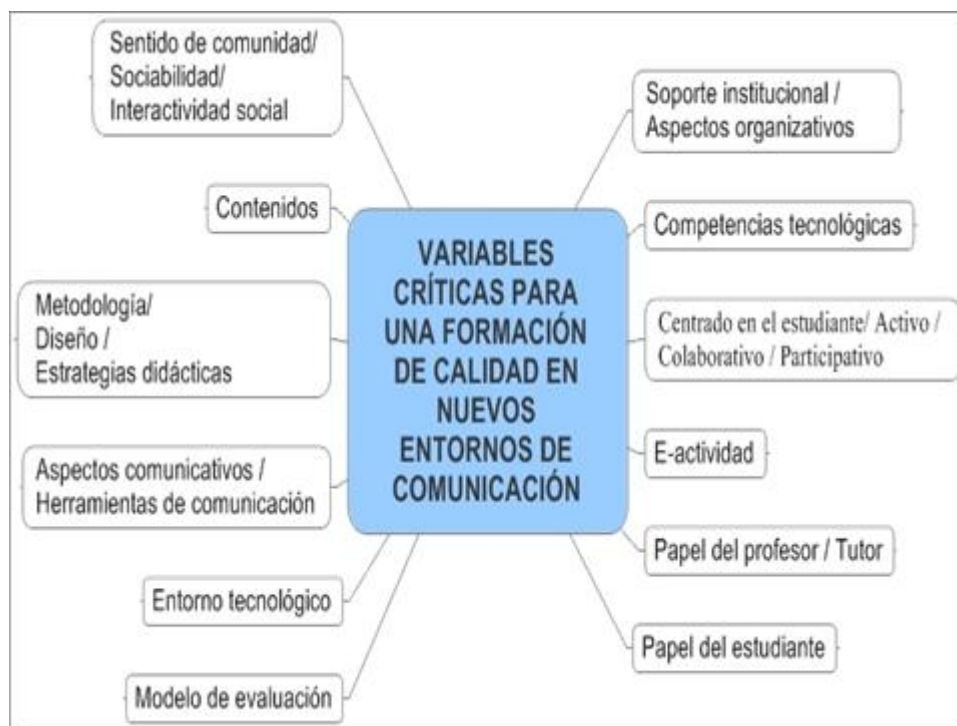 Sentido de comunidad/
Sociabilidad/
Interactividad social
Contenidos
Metodología/
Diseño /
Estrategias didácticas
Aspectos comunicativos /
Herramientas de comunicación
Entorno tecnológico
Modelo de evaluación
VARIABLES
CRÍTICAS PARA
UNA FORMACIÓN
DE CALIDAD EN
NUEVOS
ENTORNOS DE
COMUNICACIÓN
Soporte institucional /
Aspectos organizativos
Competencias tecnológicas
Centrado en el estudiante/ Activo /
Colaborativo / Participativo
E-actividad
Papel del profesor / Tutor
Papel del estudiante